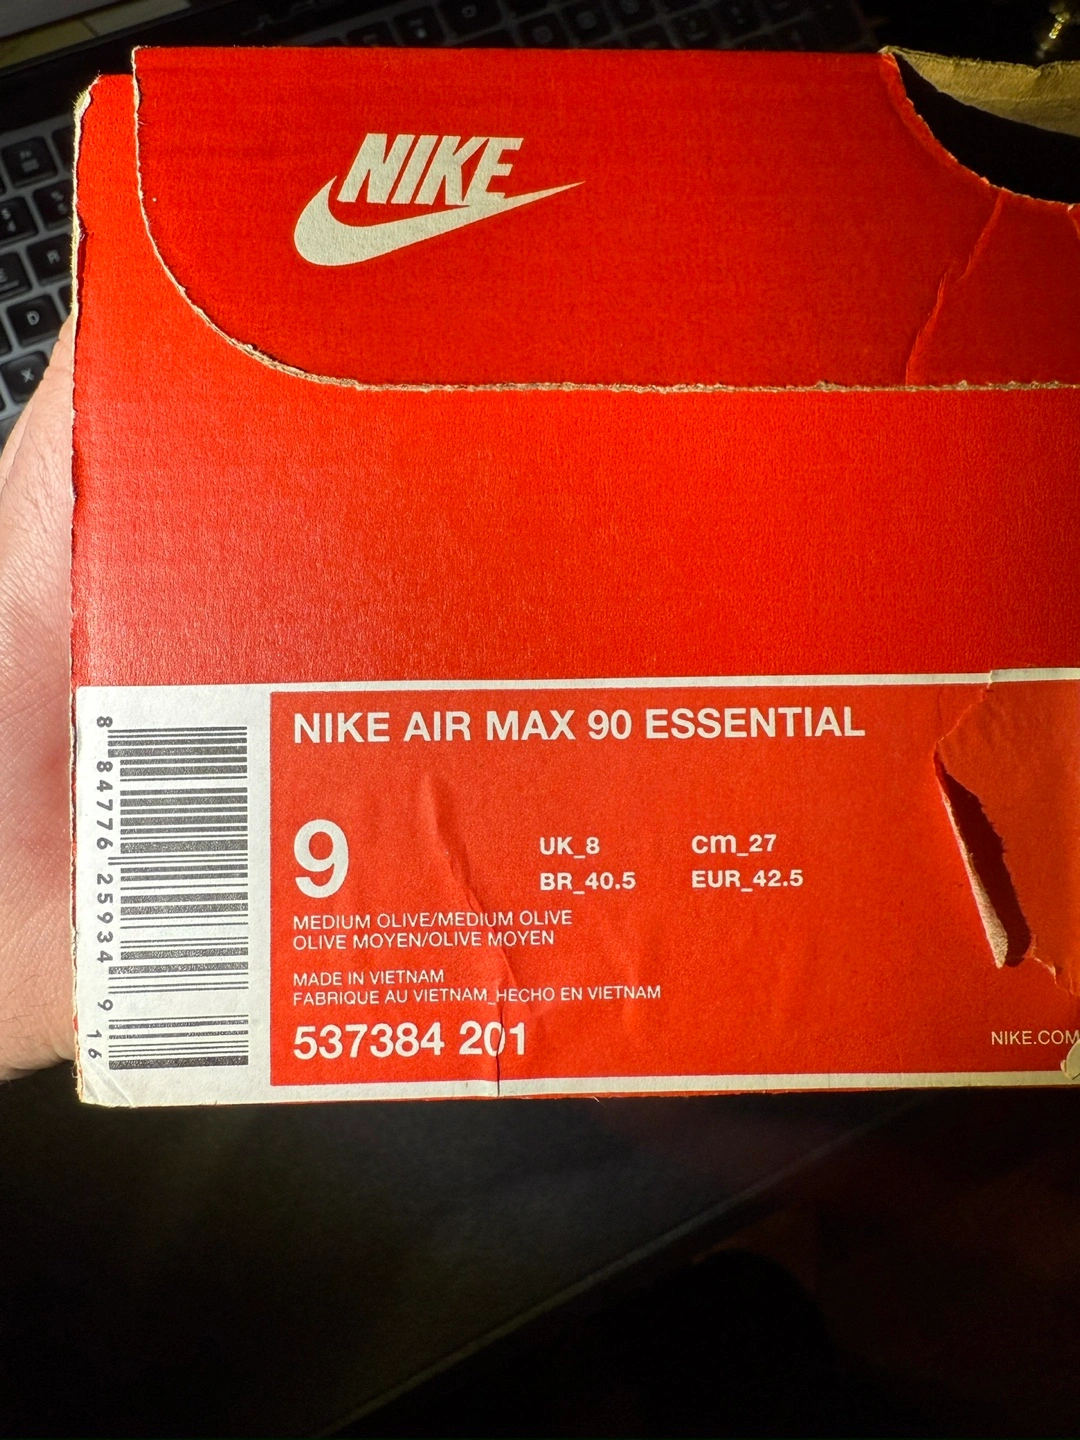 NIKE
NIKE AIR MAX 90 ESSENTIAL
9
UK_8
cm_27
BR_40.5
EUR_42.5
MEDIUM OLIVE/MEDIUM OLIVE
OLIVE MOYEN/OLIVE MOYEN
MADE IN VIETNAM
FABRIQUE AU VIETNAM_HECHO EN VIETNAM
537384 201
NIKE.COM
8 84776 25934 9 16
D
X